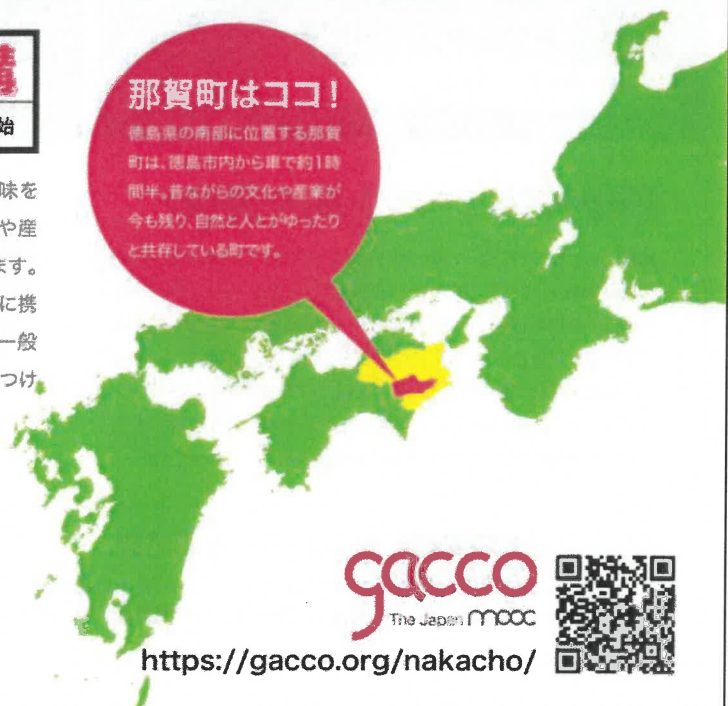 始
味を
や産
ます。
に携
一般
つけ
那賀町はココ！
徳島県の南部に位置する那賀
町は、徳島市内から車で約1時
間半。昔ながらの文化や産業が
今も残り、自然と人とがゆったり
と共存している町です。
gacco
The Japan mooc
https://gacco.org/nakacho/